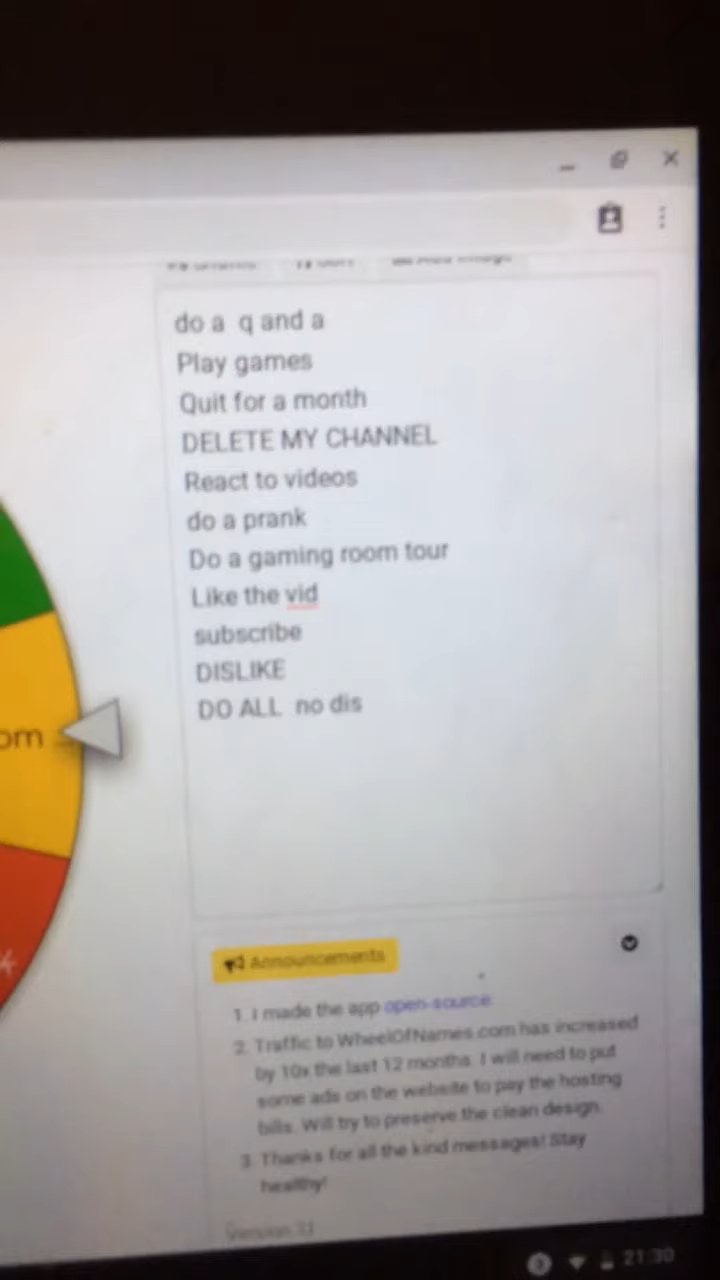 do a q and a
Play games
Quit for a month
DELETE MY CHANNEL
React to videos
do a prank
Do a gaming room tour
Like the vid
subscribe
DISLIKE
DO ALL no dis
om
Announcements
1. I made the app open-source
2. Traffic to WheelOfNames.com has increased
by 10x the last 12 months. I will need to put
some ads on the website to pay the hosting
bills. Will try to preserve the clean design.
3. Thanks for all the kind messages! Stay
healthy!
Version
21:30